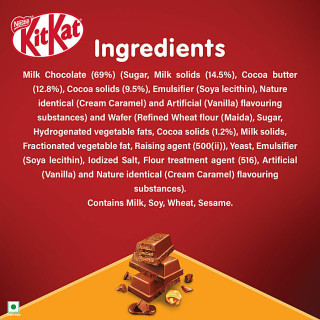 Nestlé
KitKat
Ingredients
Milk Chocolate (69%) (Sugar, Milk solids (14.5%), Cocoa butter
(12.8%), Cocoa solids (9.5%), Emulsifier (Soya lecithin), Nature
identical (Cream Caramel) and Artificial (Vanilla) flavouring
substances) and Wafer (Refined Wheat flour (Maida), Sugar,
Hydrogenated vegetable fats, Cocoa solids (1.2%), Milk solids,
Fractionated vegetable fat, Raising agent (500(ii)), Yeast, Emulsifier
(Soya lecithin), Iodized Salt, Flour treatment agent (516), Artificial
(Vanilla) and Nature identical (Cream Caramel) flavouring
substances).
Contains Milk, Soy, Wheat, Sesame.